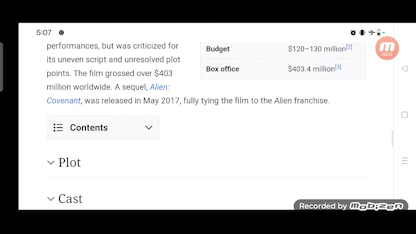 5:07
performances, but was criticized for
its uneven script and unresolved plot
points. The film grossed over $403
million worldwide. A sequel, Alien:
Covenant, was released in May 2017, fully tying the film to the Alien franchise.
Budget $120–130 million[2]
Box office $403.4 million[3]
Contents
Plot
Cast
Recorded by Mobizen